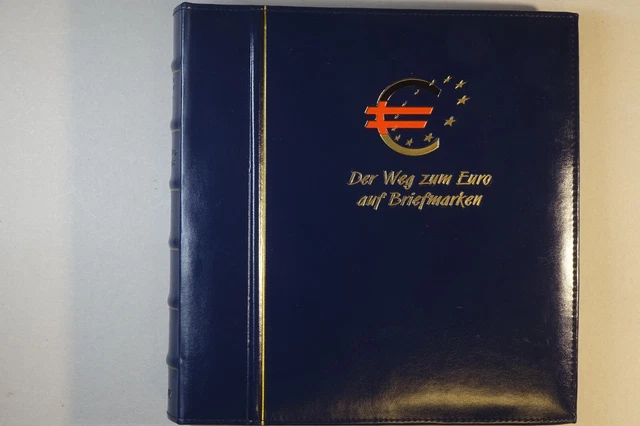 Der Weg zum Euro
auf Briefmarken